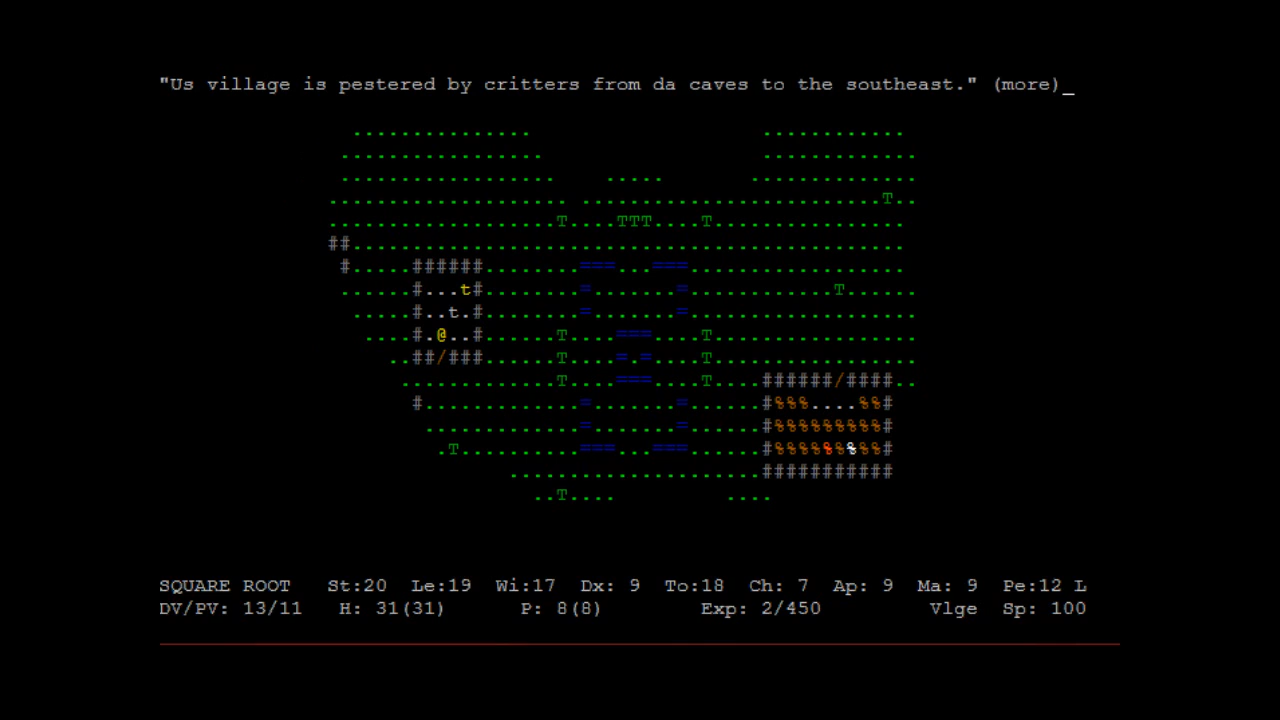 "Us village is pestered by critters from da caves to the southeast." (more)_
SQUARE ROOT St:20 Le:19 Wi:17 Dx: 9 To:18 Ch: 7 Ap: 9 Ma: 9 Pe:12 L
DV/PV: 13/11 H: 31(31) P: 8(8) Exp: 2/450 Vlge Sp: 100